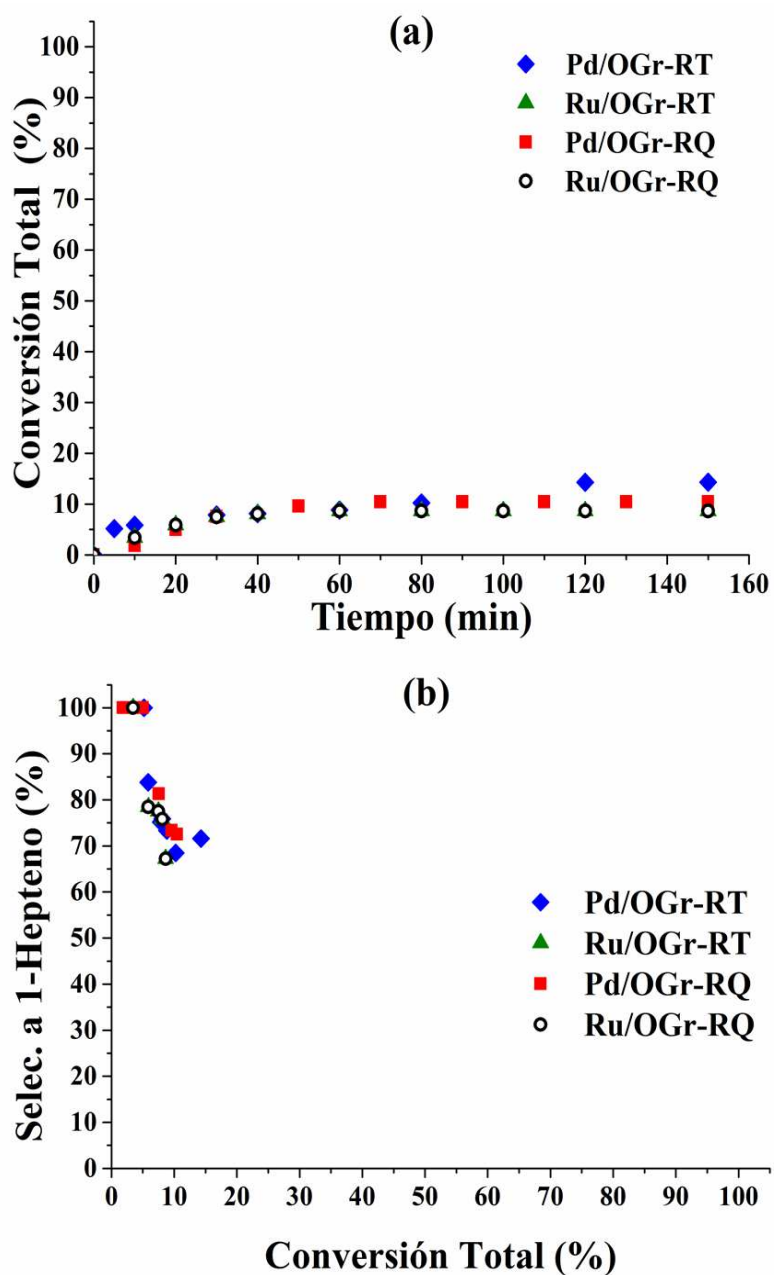 (a)
100
90
80
70
60
50
40
30
20
10
0
Conversión Total (%)
Pd/OGr-RT
Ru/OGr-RT
Pd/OGr-RQ
Ru/OGr-RQ
0 20 40 60 80 100 120 140 160
Tiempo (min)
(b)
100
90
80
70
60
50
40
30
20
10
0
Selec. a 1-Hepteno (%)
Pd/OGr-RT
Ru/OGr-RT
Pd/OGr-RQ
Ru/OGr-RQ
0 10 20 30 40 50 60 70 80 90 100
Conversión Total (%)